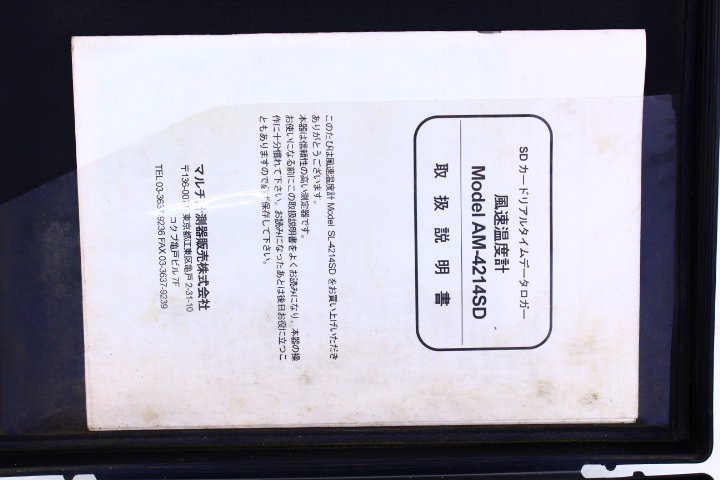 SDカードリアルタイムデータロガー
風速温度計
Model AM-4214SD
取扱説明書
このたびは風速温度計 Model SL-4214SD をお買い上げいただき
ありがとうございます。
本器は信頼性の高い測定器です。
お使いになる前にこの取扱説明書をよくお読みになり、本器の操
作に十分慣れて下さい。お読みになったあとは後日お役に立つこ
ともありますので 保存して下さい。
マルチ 測器販売株式会社
〒136-007 東京都江東区亀戸 2-31-10
コクブ亀戸ビル 7F
TEL 03-3637-9236 FAX 03-3637-9239